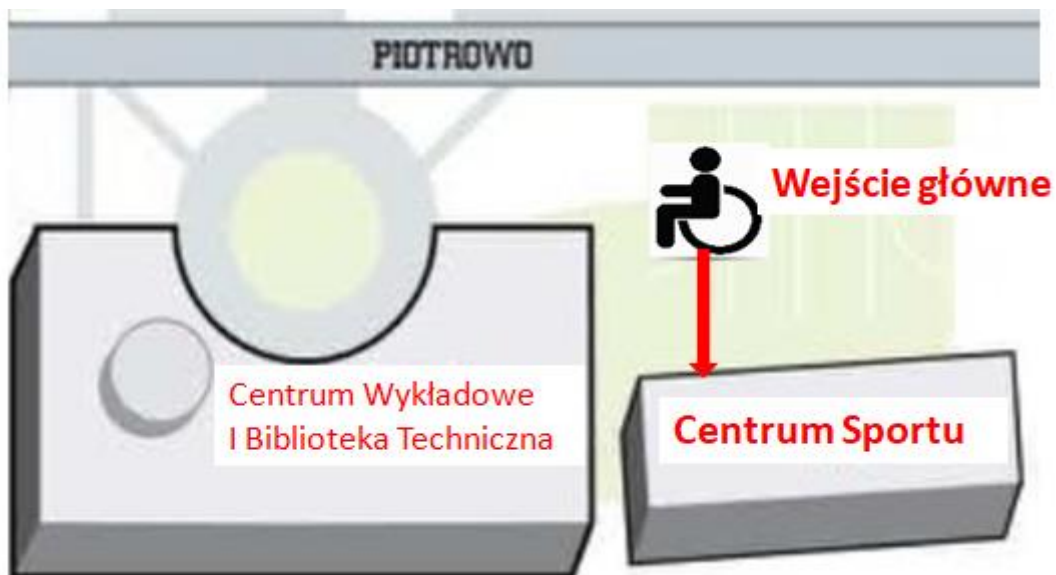 PIOTROWO
Wejście główne
Centrum Wykładowe
I Biblioteka Techniczna
Centrum Sportu